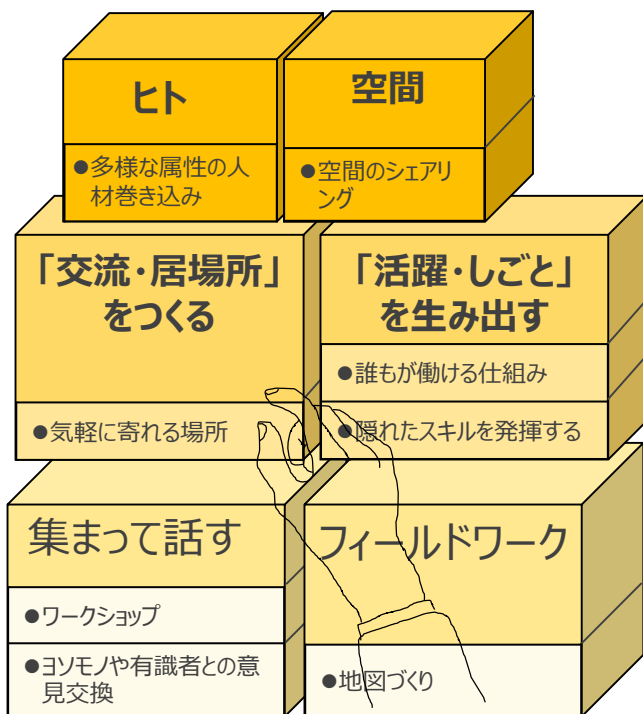 ヒト
●多様な属性の人
材巻き込み
空間
●空間のシェアリ
ング
「交流・居場所」
をつくる
●気軽に寄れる場所
「活躍・しごと」
を生み出す
●誰もが働ける仕組み
●隠れたスキルを発揮する
集まって話す
●ワークショップ
●ヨソモノや有識者との意
見交換
フィールドワーク
●地図づくり